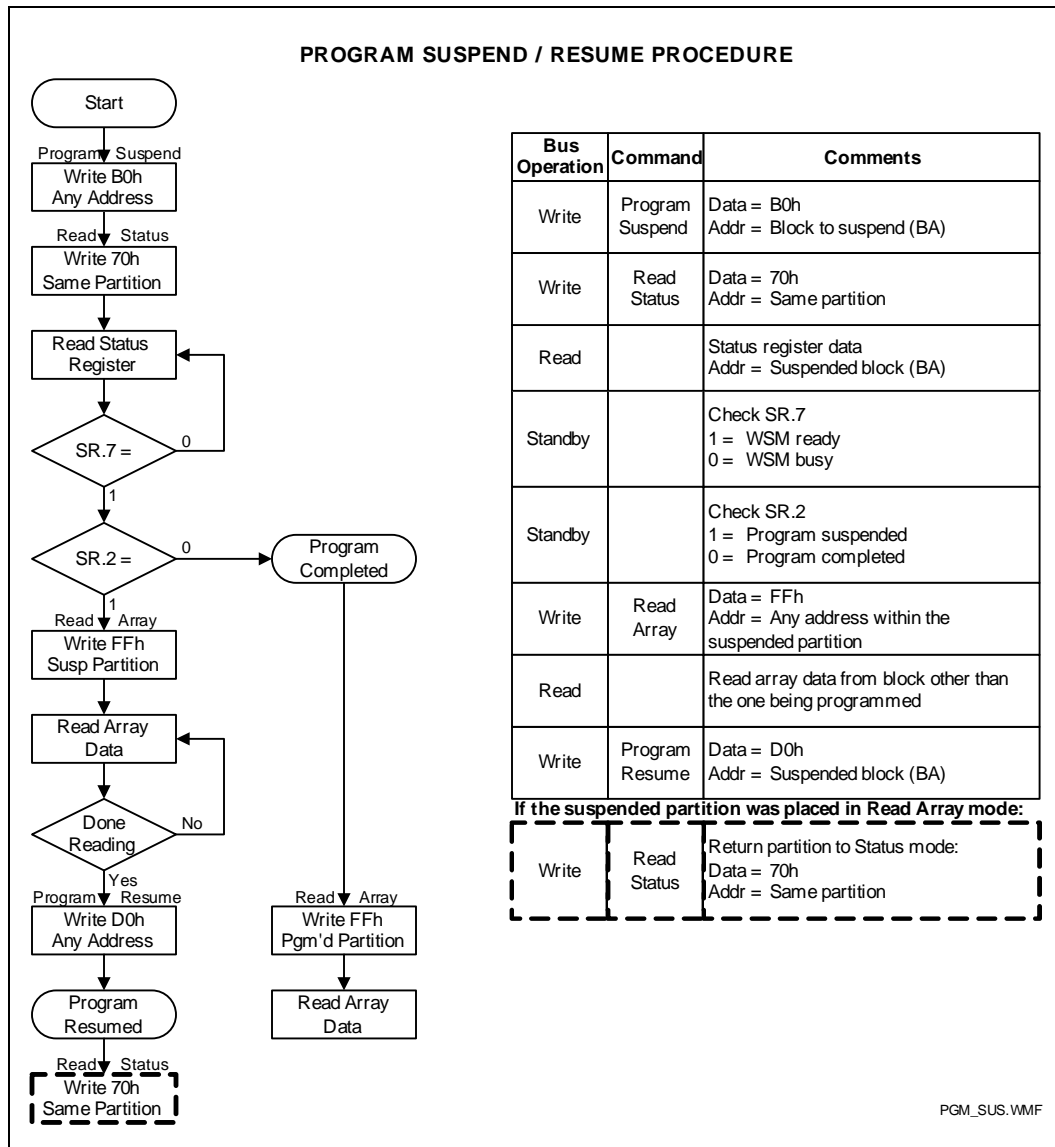 PROGRAM SUSPEND / RESUME PROCEDURE
Start
Program Suspend
Write B0h
Any Address
Read Status
Write 70h
Same Partition
Read Status
Register
SR.7 =
0
1
SR.2 =
0
Program
Completed
1
Read Array
Write FFh
Susp Partition
Read Array
Data
Done
Reading
No
Yes
Program Resume
Write D0h
Any Address
Program
Resumed
Read Status
Write 70h
Same Partition
Read Array
Write FFh
Pgm'd Partition
Read Array
Data
Bus
Operation
Command
Comments
Write
Program
Suspend
Data = B0h
Addr = Block to suspend (BA)
Write
Read
Status
Data = 70h
Addr = Same partition
Read
Status register data
Addr = Suspended block (BA)
Standby
Check SR.7
1 = WSM ready
0 = WSM busy
Standby
Check SR.2
1 = Program suspended
0 = Program completed
Write
Read
Array
Data = FFh
Addr = Any address within the
suspended partition
Read
Read array data from block other than
the one being programmed
Write
Program
Resume
Data = D0h
Addr = Suspended block (BA)
If the suspended partition was placed in Read Array mode:
Write
Read
Status
Return partition to Status mode:
Data = 70h
Addr = Same partition
PGM_SUS.WMF